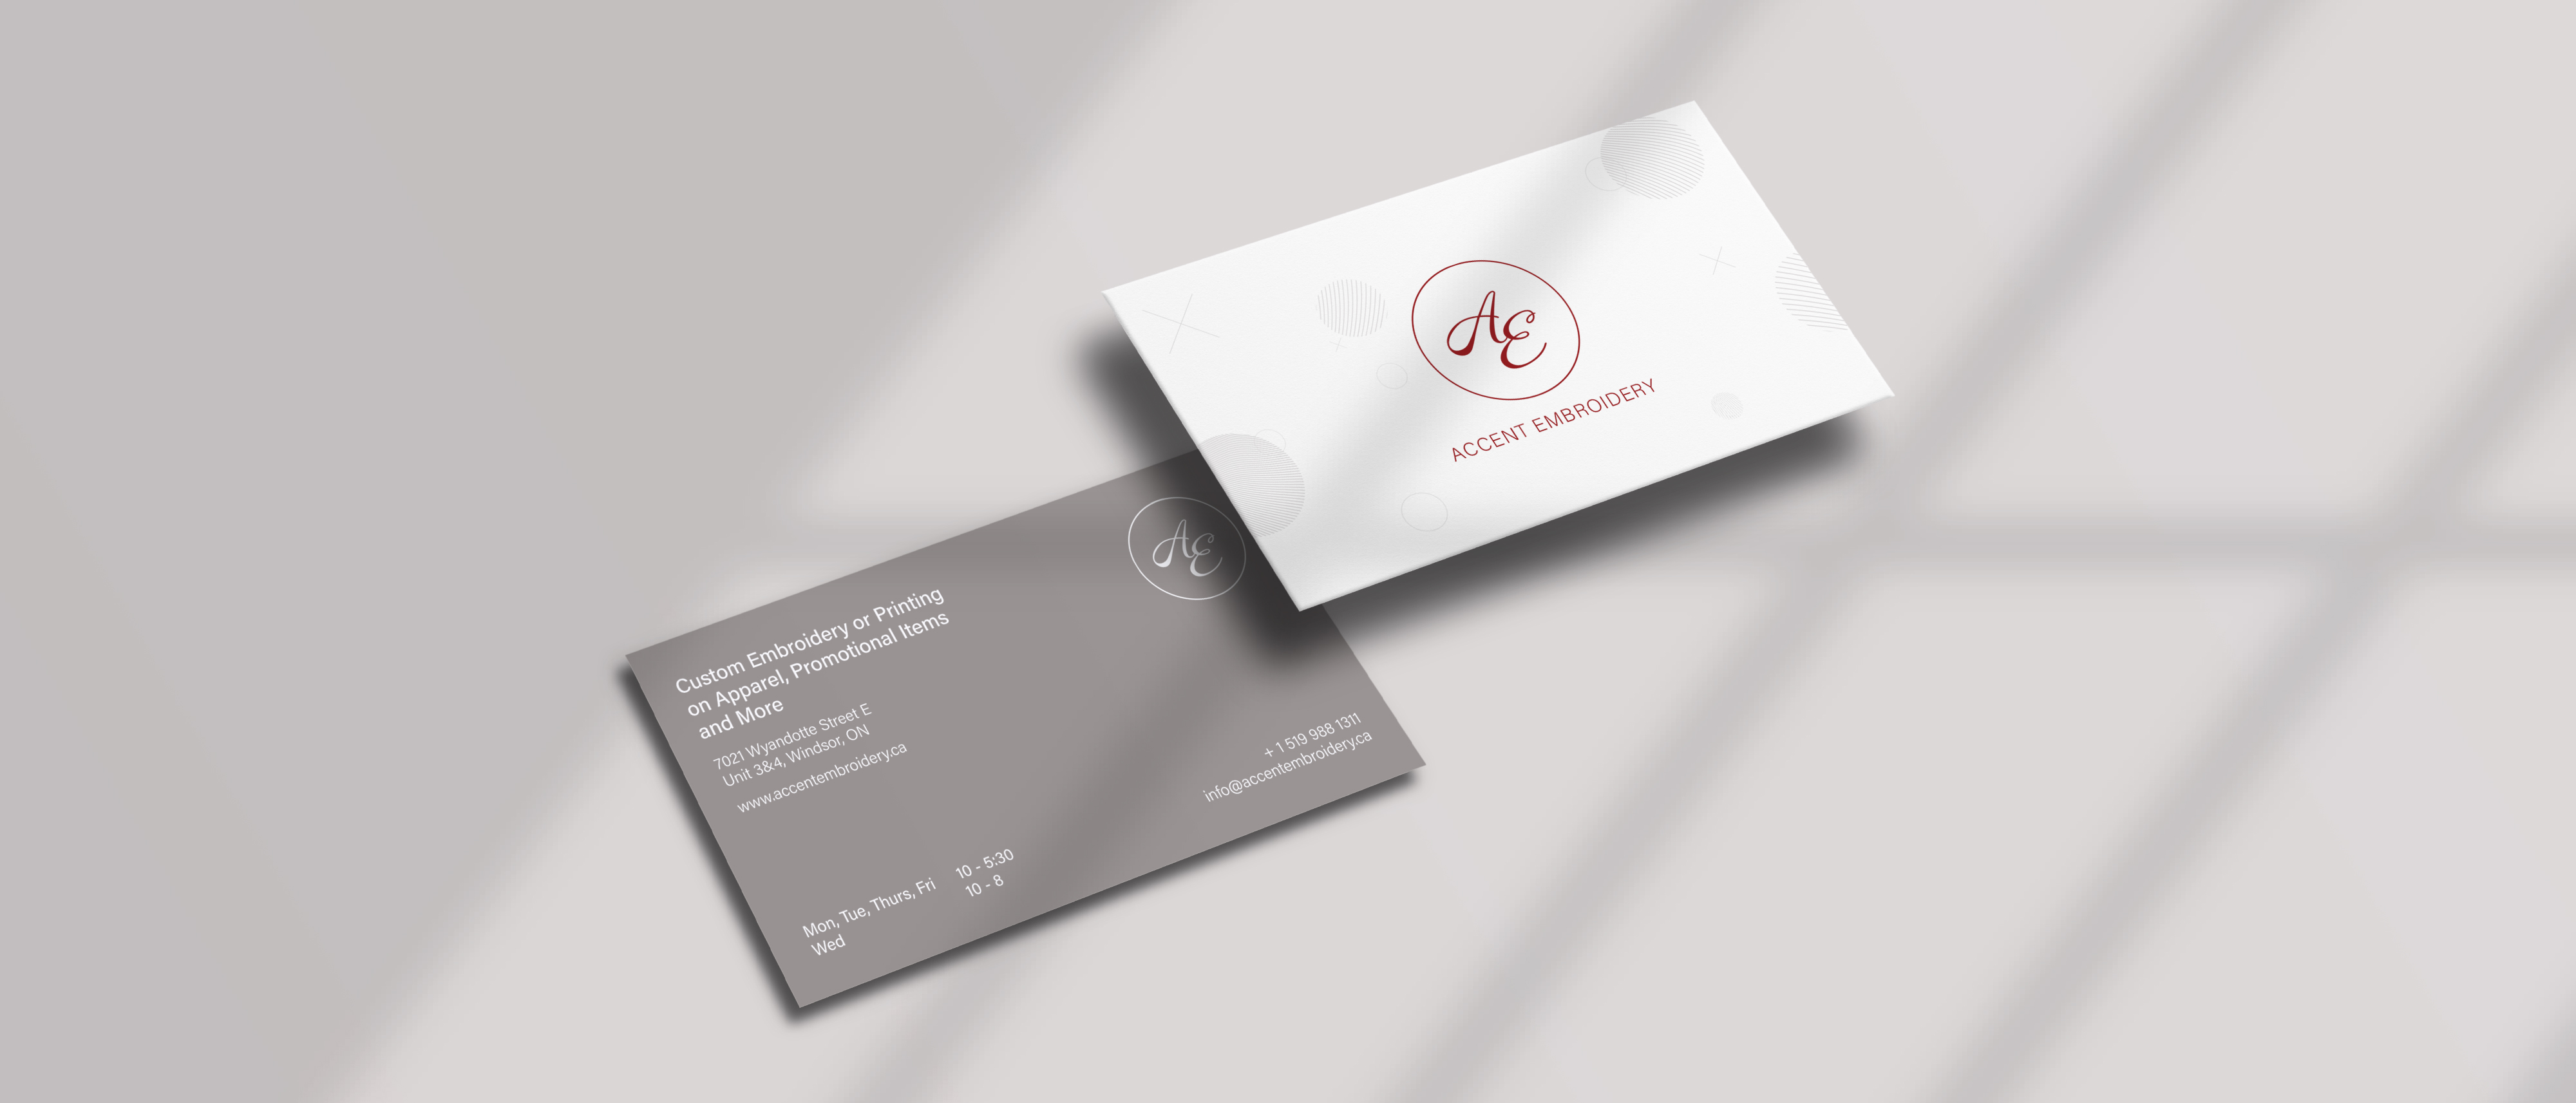 AE
ACCENT EMBROIDERY
AE
Custom Embroidery or Printing
on Apparel, Promotional Items
and More
7021 Wyandotte Street E
Unit 3&4, Windsor, ON
www.accentembroidery.ca
+ 1 519 988 1311
info@accentembroidery.ca
Mon, Tue, Thurs, Fri 10 - 5:30
Wed 10 - 8